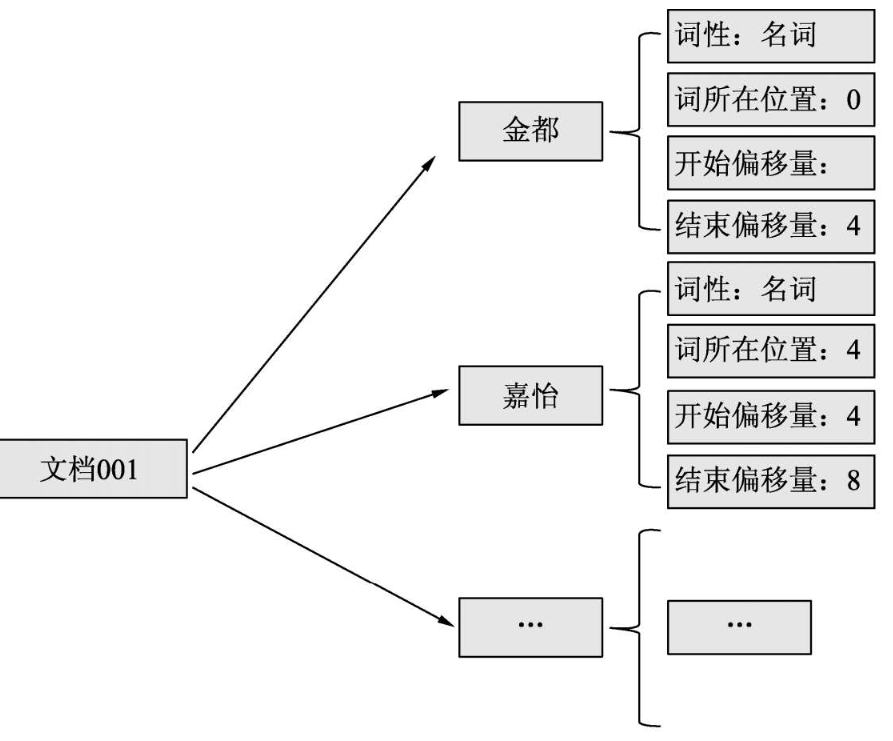 文档001
金都
词性：名词
词所在位置：0
开始偏移量：
结束偏移量：4
嘉怡
词性：名词
词所在位置：4
开始偏移量：4
结束偏移量：8
…
…